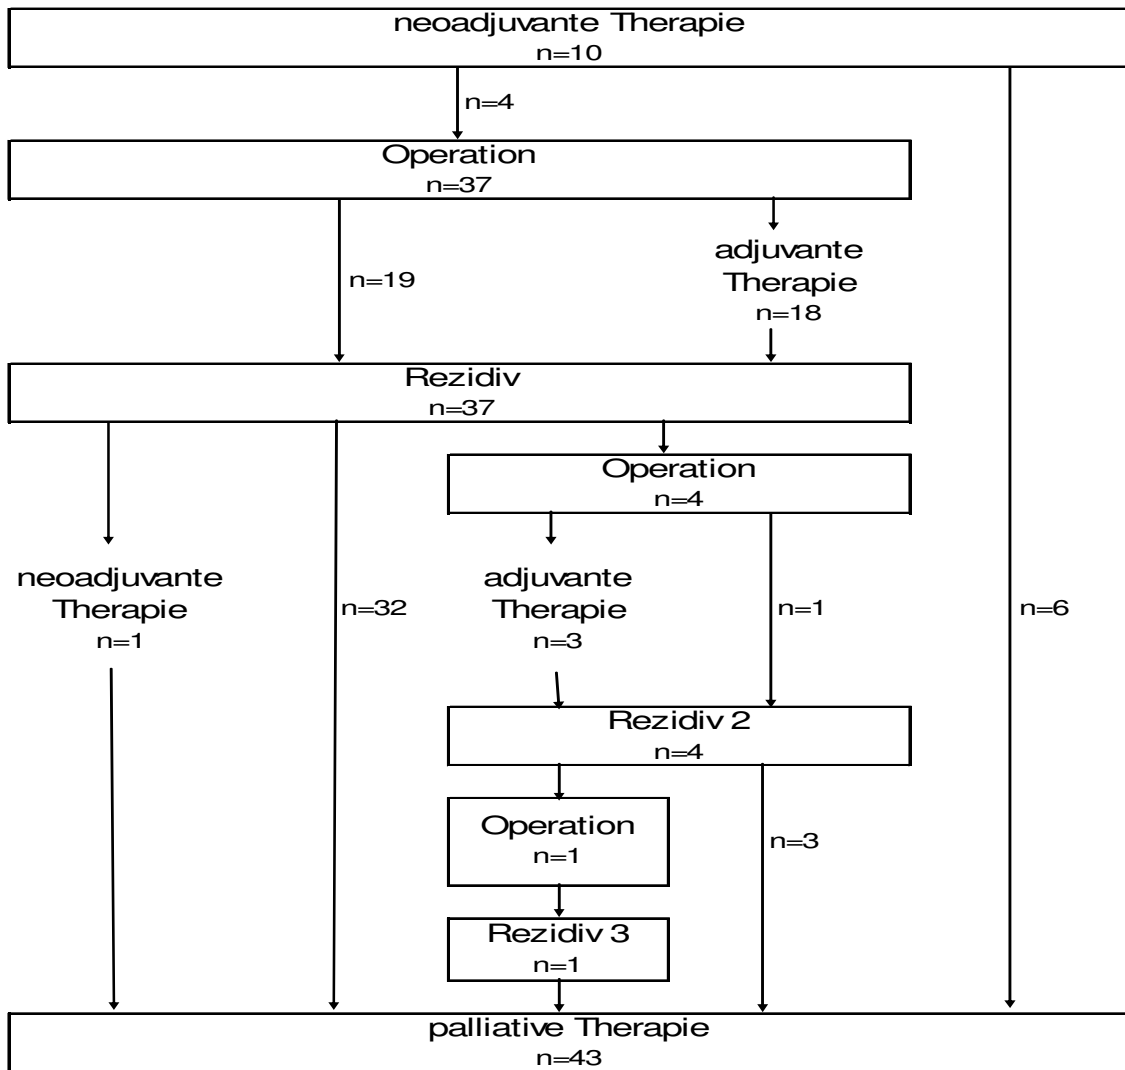 neoadjuvante Therapie
n=10
n=4
Operation
n=37
n=19
adjuvante
Therapie
n=18
Rezidiv
n=37
Operation
n=4
neoadjuvante
Therapie
n=1
n=32
adjuvante
Therapie
n=3
n=1
n=6
Rezidiv 2
n=4
Operation
n=1
n=3
Rezidiv 3
n=1
palliative Therapie
n=43